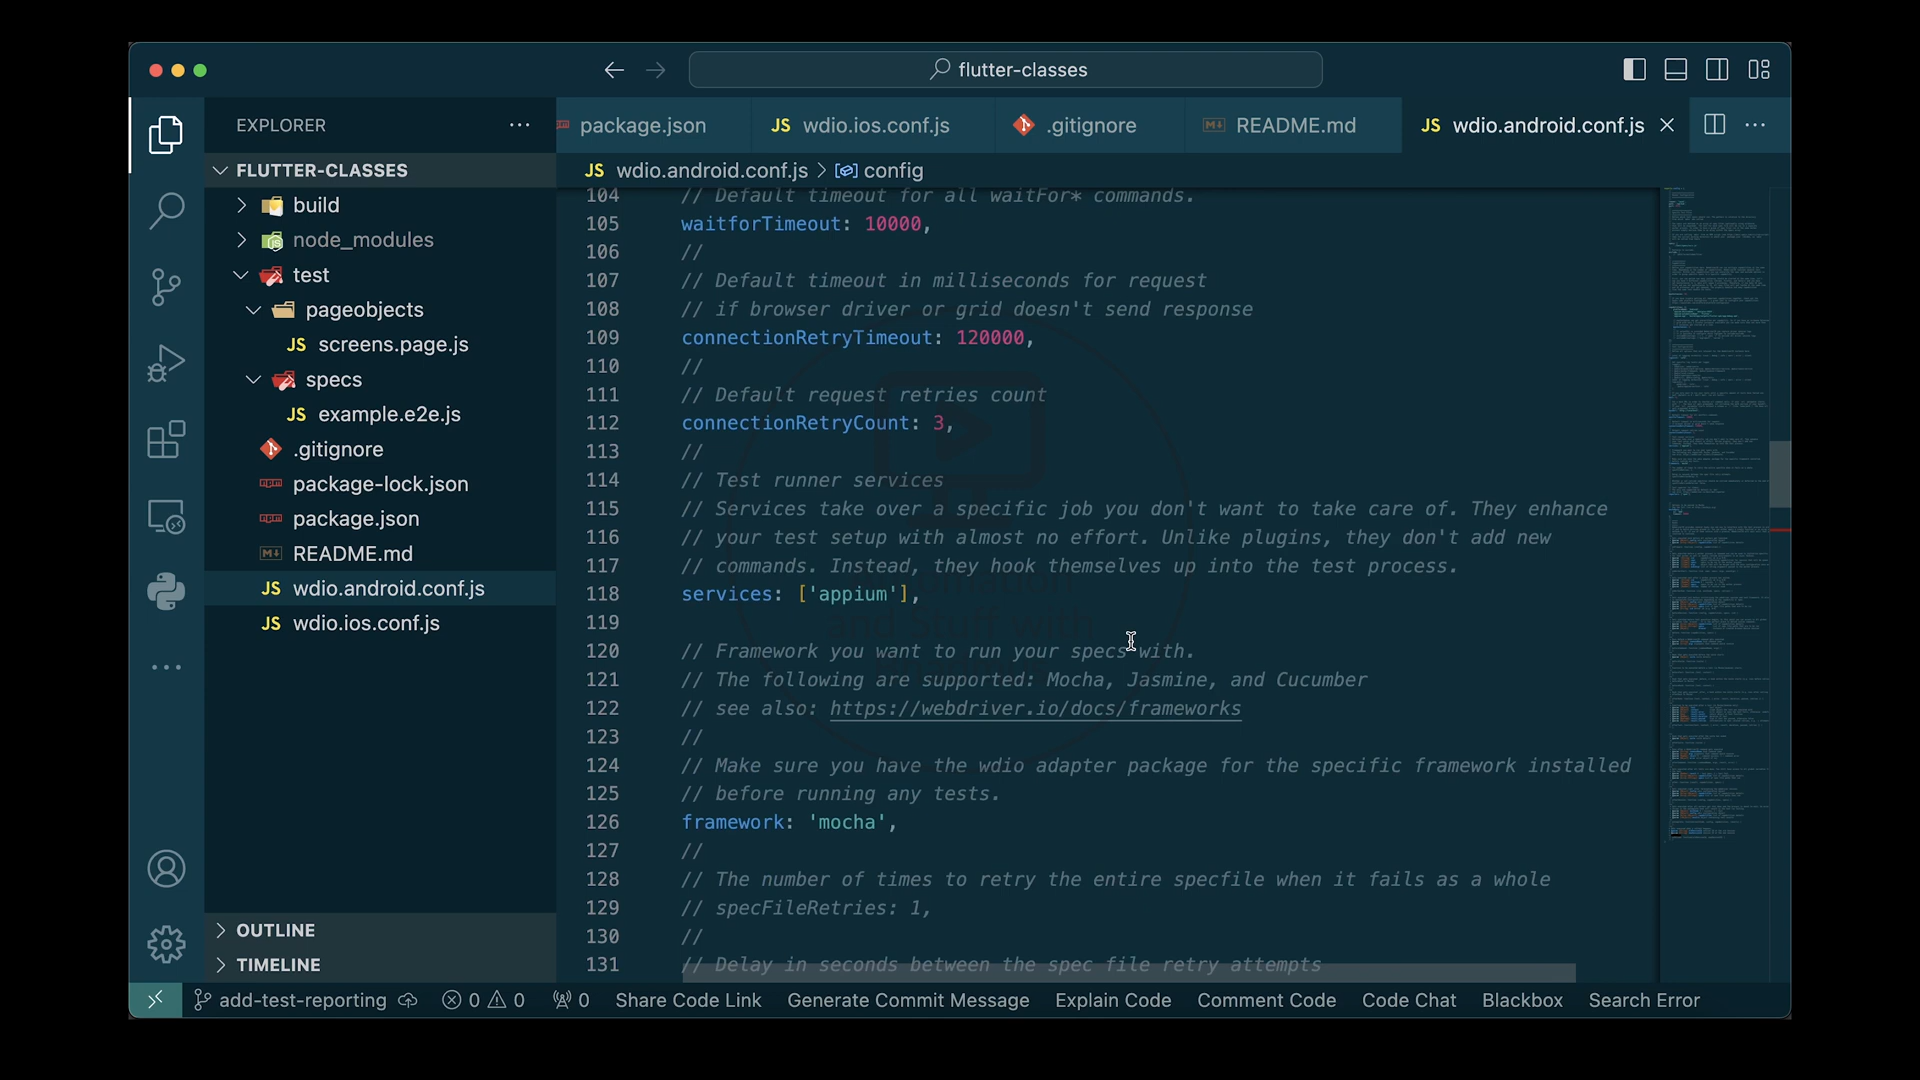 flutter-classes
EXPLORER
package.json
JS wdio.ios.conf.js
.gitignore
README.md
JS wdio.android.conf.js
FLUTTER-CLASSES
JS wdio.android.conf.js > config
build
node_modules
test
pageobjects
JS screens.page.js
specs
JS example.e2e.js
.gitignore
package-lock.json
package.json
README.md
JS wdio.android.conf.js
JS wdio.ios.conf.js
OUTLINE
TIMELINE
104 // Default timeout for all waitFor* commands.
105 waitforTimeout: 10000,
106 //
107 // Default timeout in milliseconds for request
108 // if browser driver or grid doesn't send response
109 connectionRetryTimeout: 120000,
110 //
111 // Default request retries count
112 connectionRetryCount: 3,
113 //
114 // Test runner services
115 // Services take over a specific job you don't want to take care of. They enhance
116 // your test setup with almost no effort. Unlike plugins, they don't add new
117 // commands. Instead, they hook themselves up into the test process.
118 services: ['appium'],
119
120 // Framework you want to run your specs with.
121 // The following are supported: Mocha, Jasmine, and Cucumber
122 // see also: https://webdriver.io/docs/frameworks
123 //
124 // Make sure you have the wdio adapter package for the specific framework installed
125 // before running any tests.
126 framework: 'mocha',
127 //
128 // The number of times to retry the entire specfile when it fails as a whole
129 // specFileRetries: 1,
130 //
131 // Delay in seconds between the spec file retry attempts
add-test-reporting 0 0 0 Share Code Link Generate Commit Message Explain Code Comment Code Code Chat Blackbox Search Error